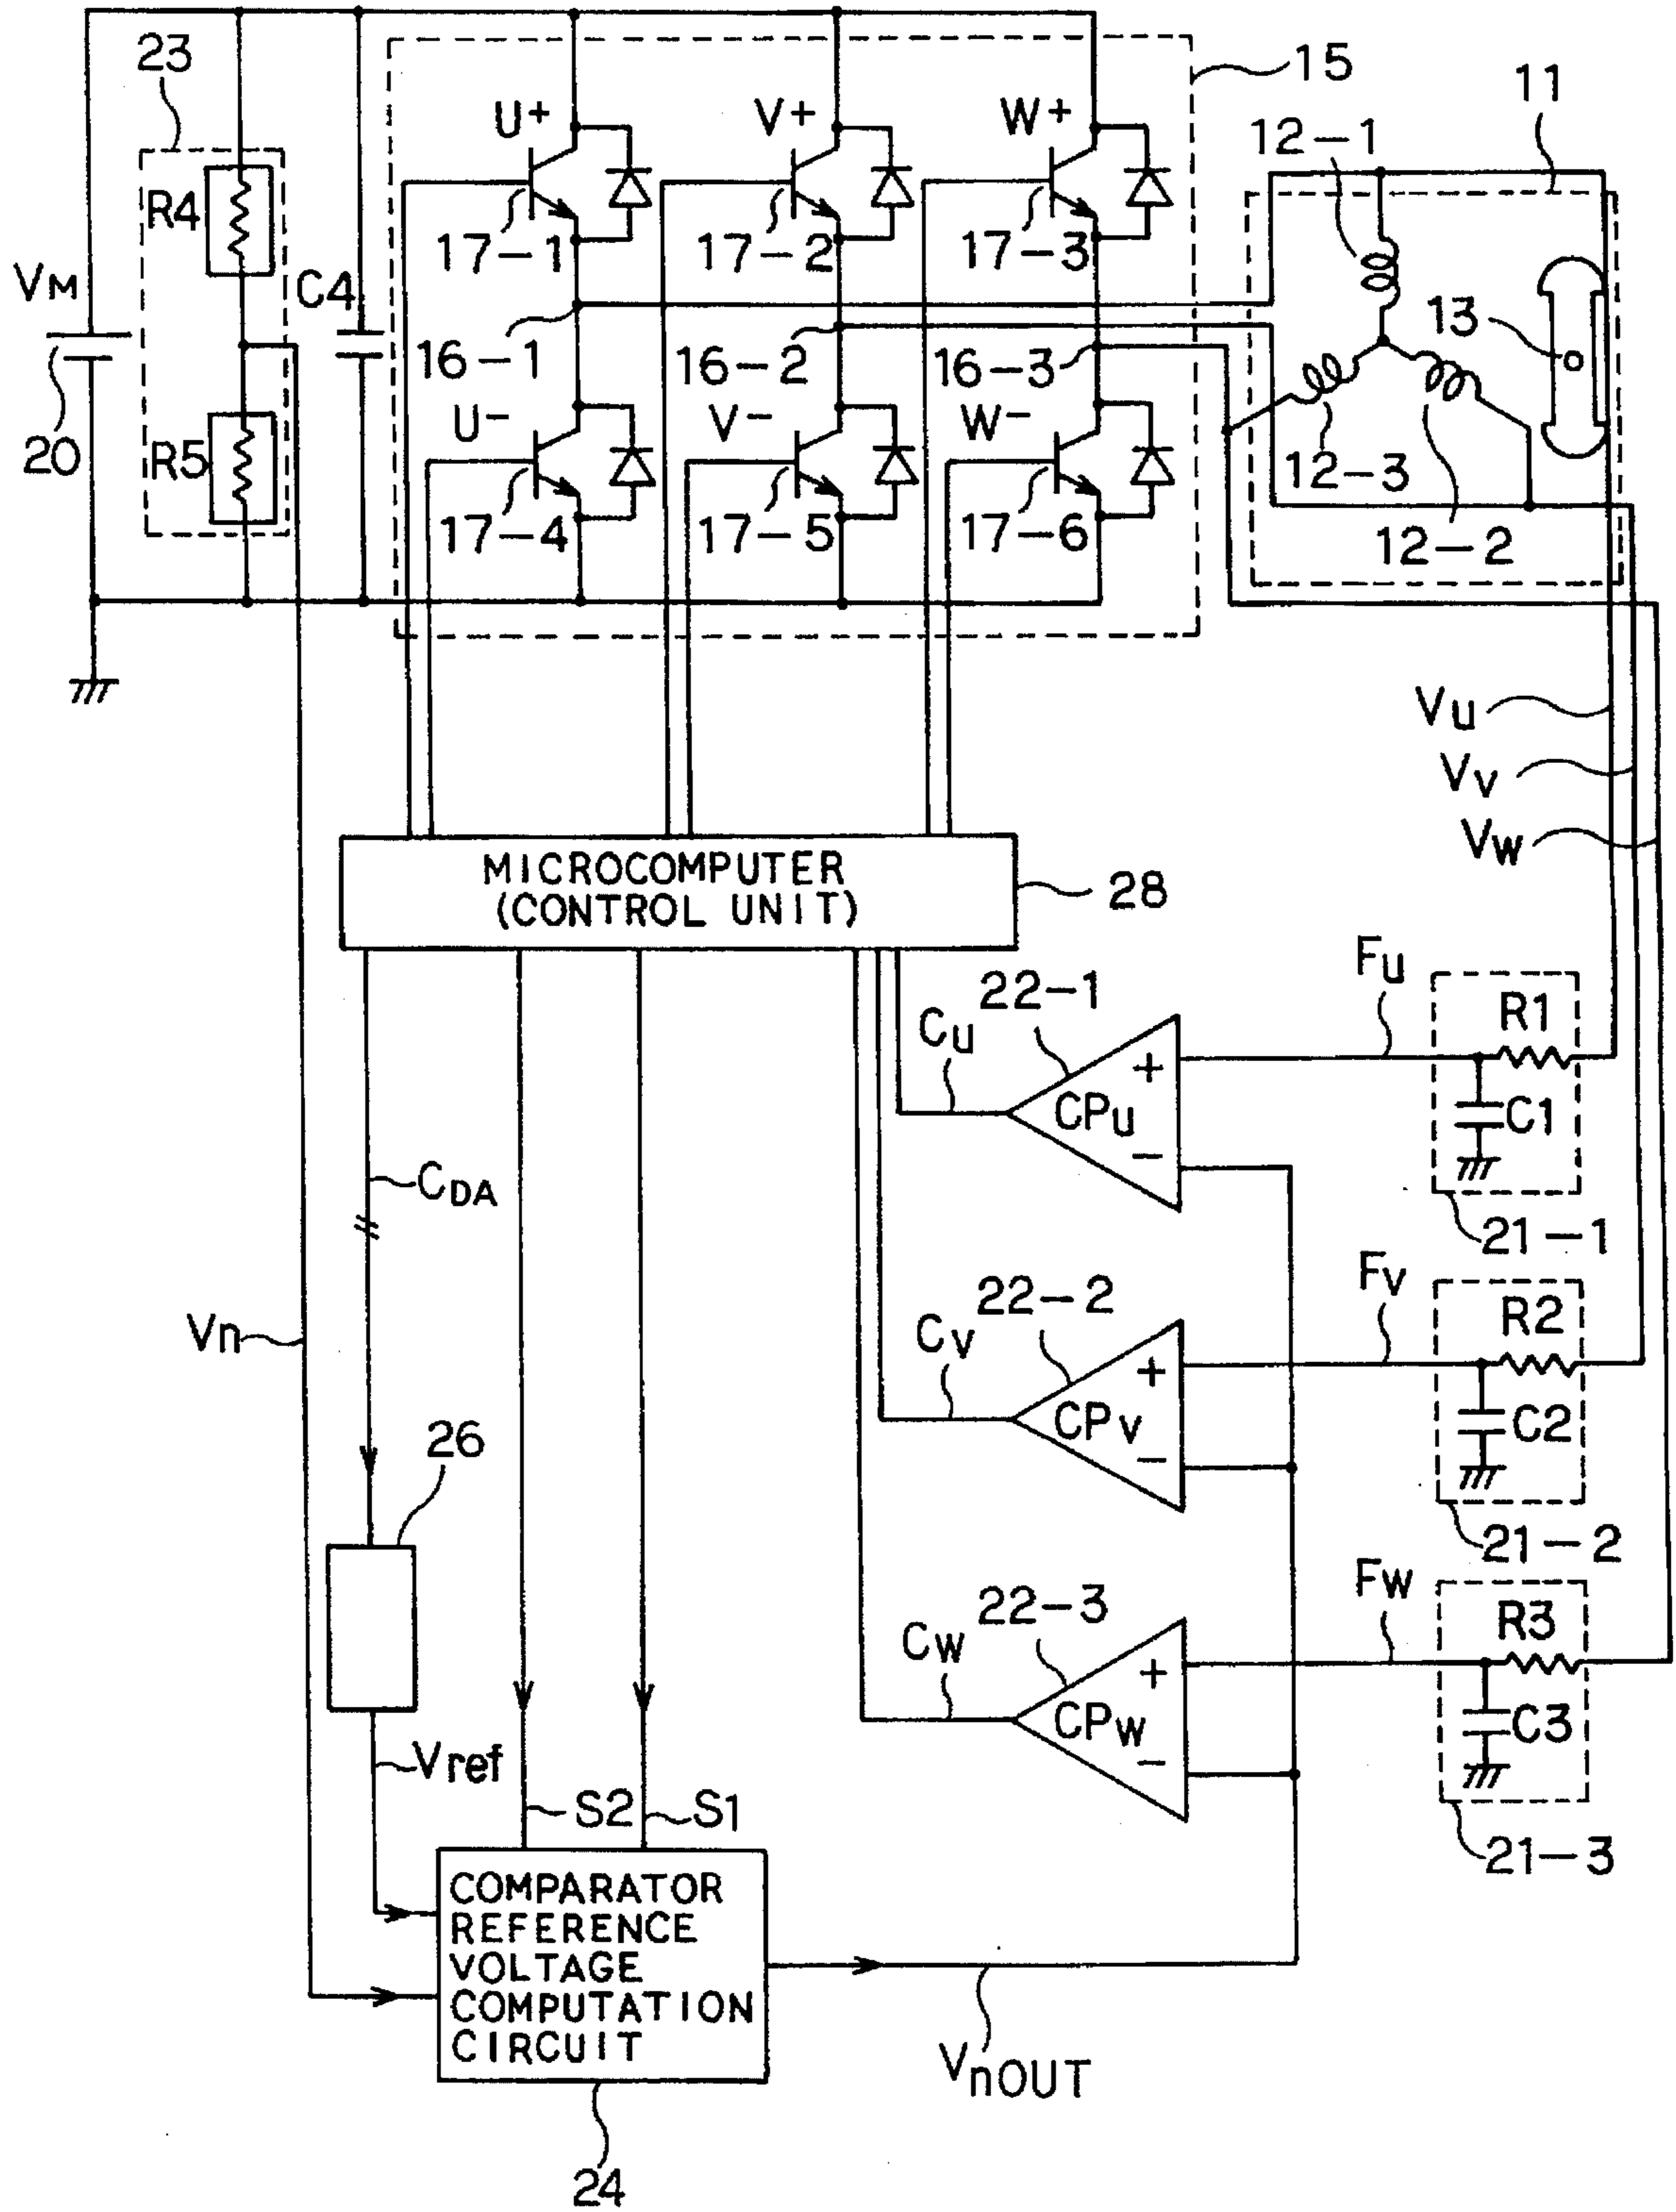 23
15
11
U+
V+
W+
12-1
R4
17-1
17-2
17-3
VM
C4
13
16-1
16-2
16-3
U-
V-
W-
20
R5
12-3
17-4
17-5
17-6
12-2
Vu
Vv
Vw
MICROCOMPUTER
(CONTROL UNIT)
28
Fu
22-1
R1
Cu
+
CPu
C1
-
CDA
21-1
Fv
22-2
R2
Vn
Cv
+
CPv
C2
26
-
21-2
Fw
22-3
R3
Cw
+
CPw
C3
Vref
-
S2
S1
21-3
COMPARATOR
REFERENCE
VOLTAGE
COMPUTATION
CIRCUIT
VnOUT
24